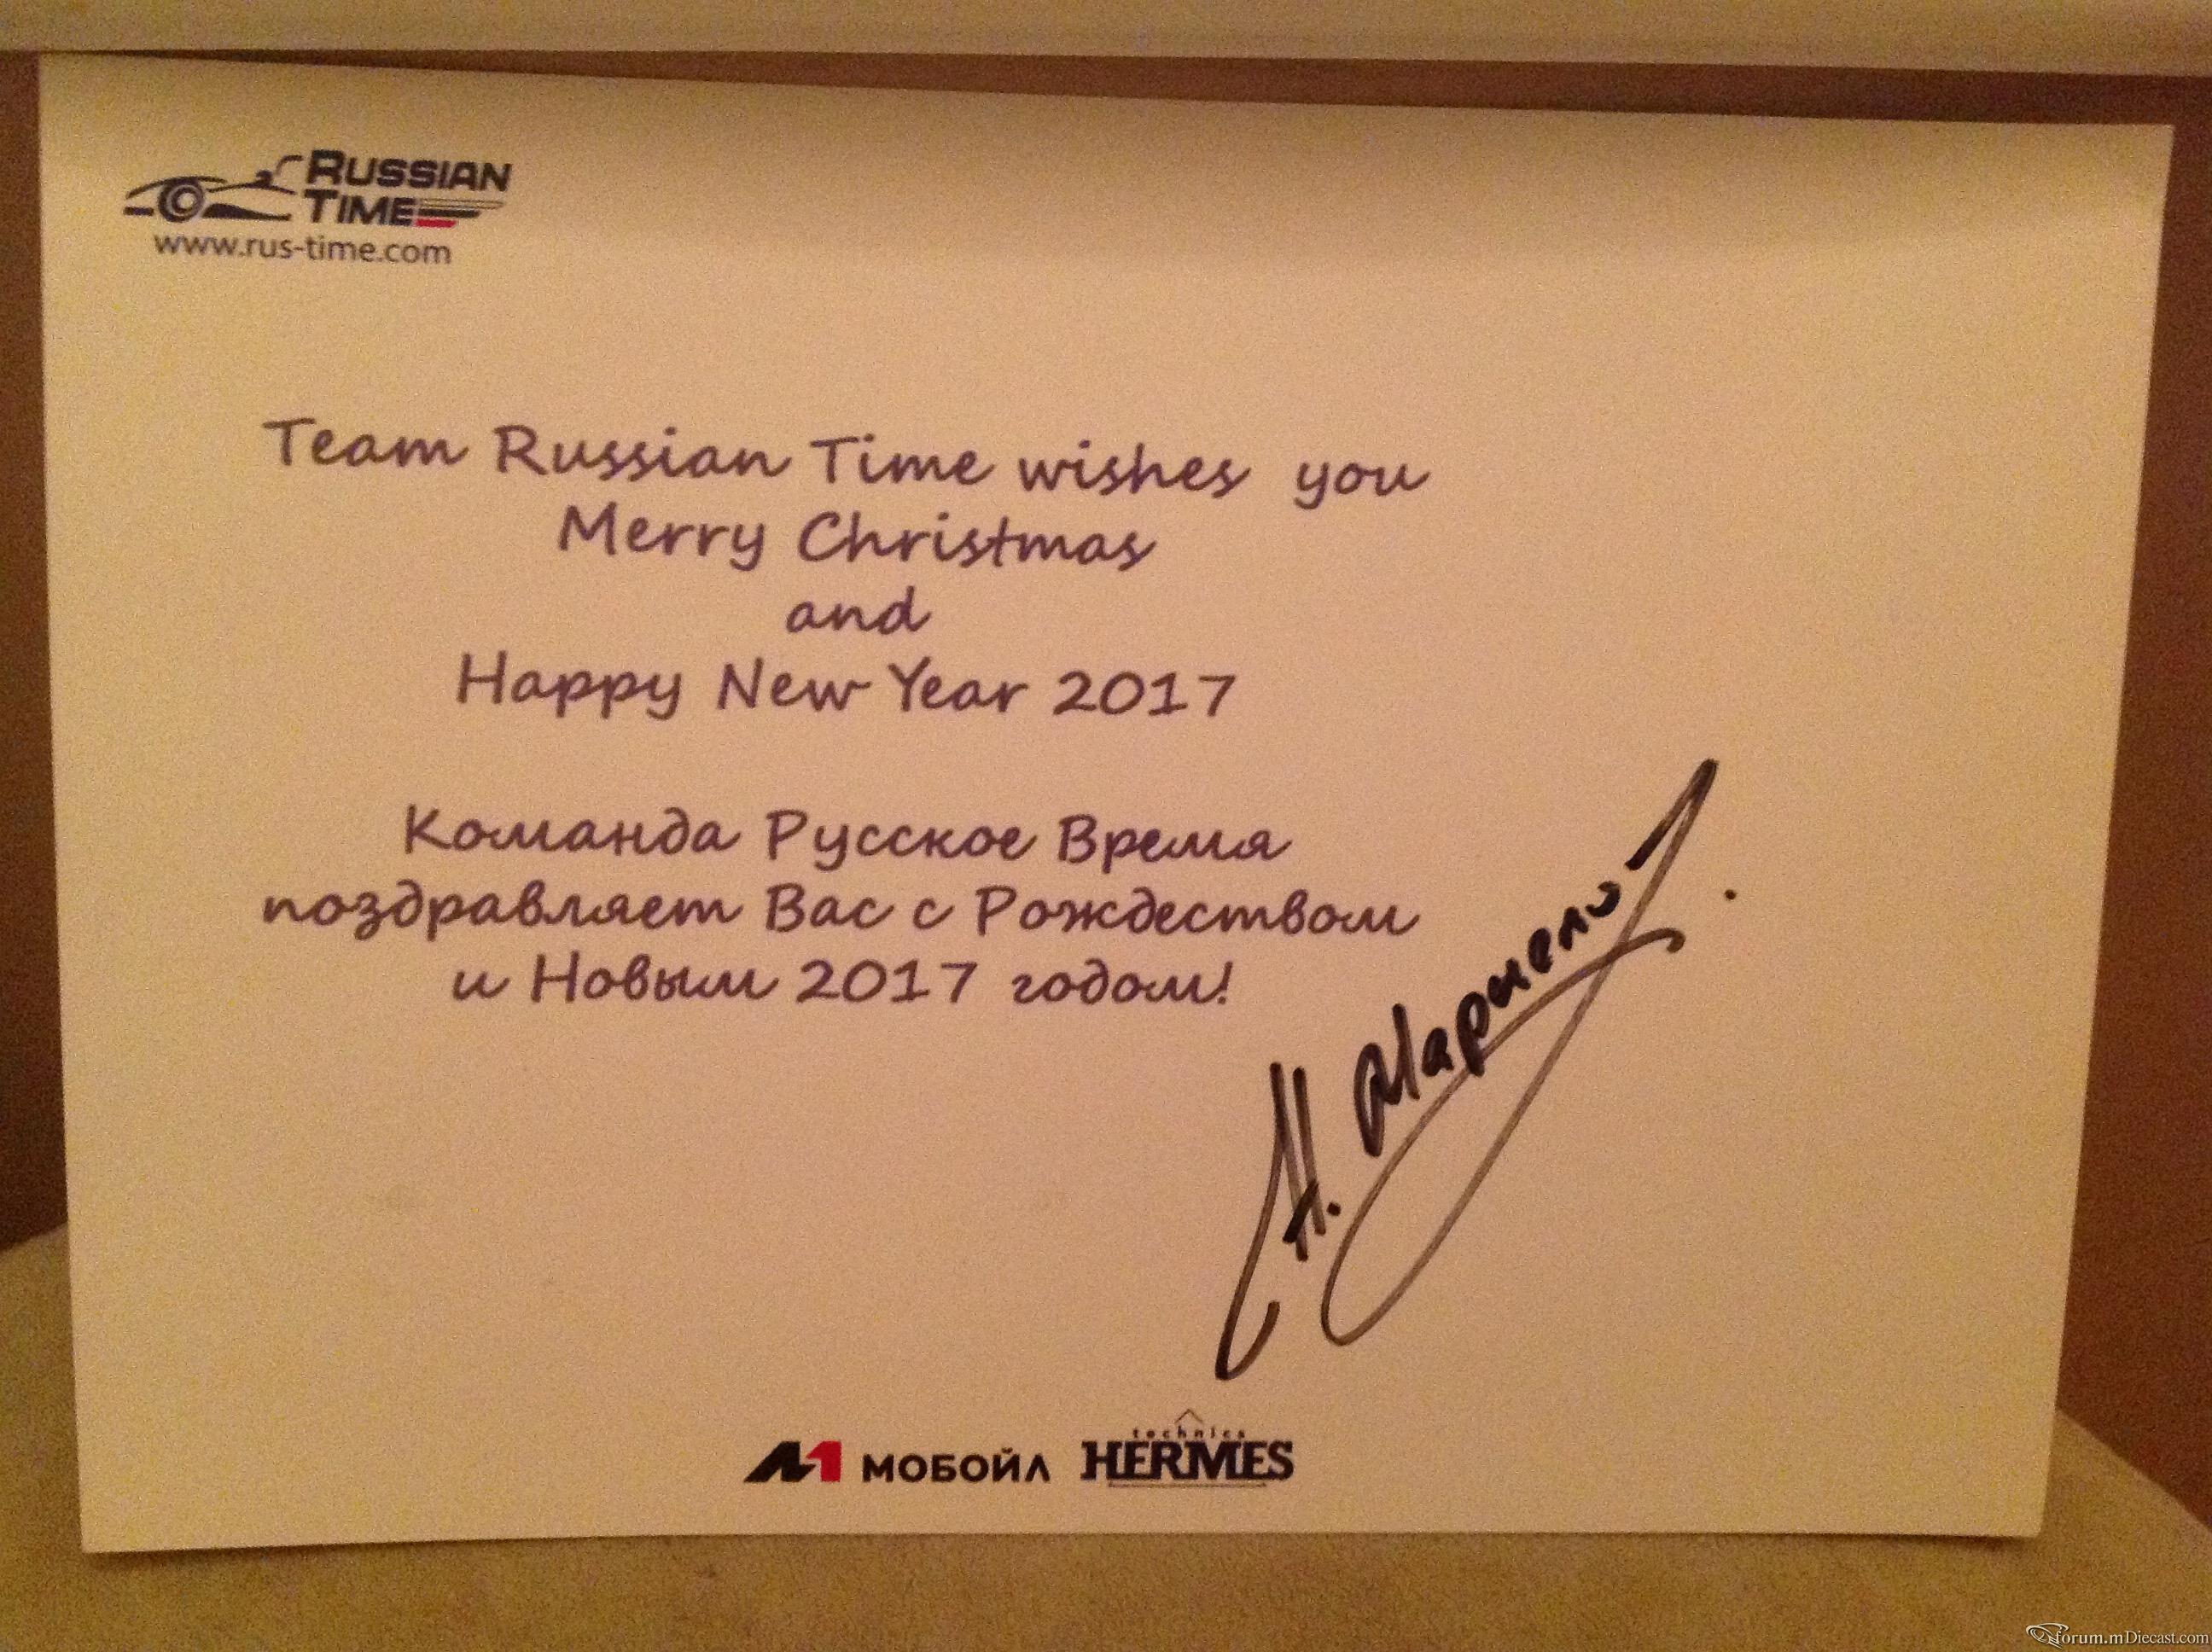 RUSSIAN
TIME
www.rus-time.com
Team Russian Time wishes you
Merry Christmas
and
Happy New Year 2017
Команда Русское Время
поздравляет Вас с Рождеством
и Новым 2017 годом!
technics
МОБОЙЛ HERMES
forum.mDiecast.com